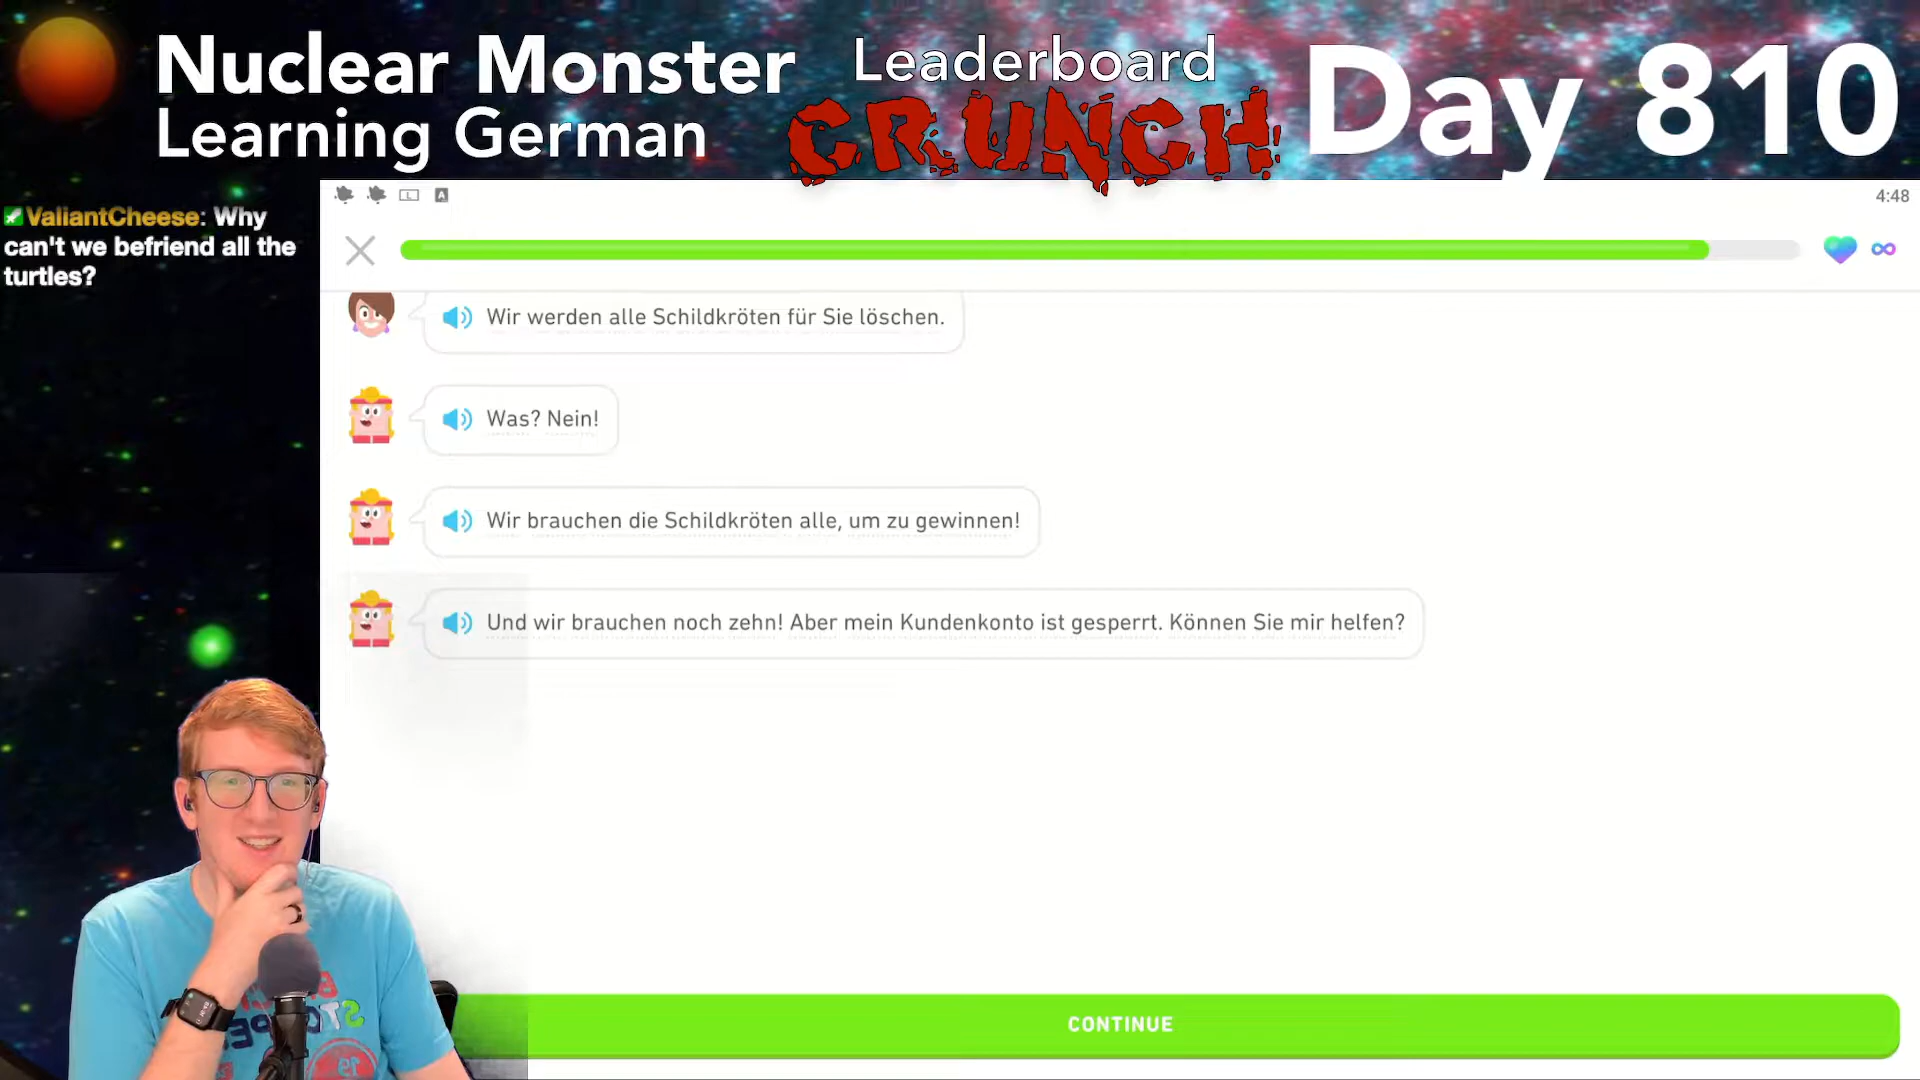 Nuclear Monster
Learning German
Leaderboard
CRUNCH!
Day 810
4:48
ValiantCheese: Why
can't we befriend all the
turtles?
Wir werden alle Schildkröten für Sie löschen.
Was? Nein!
Wir brauchen die Schildkröten alle, um zu gewinnen!
Und wir brauchen noch zehn! Aber mein Kundenkonto ist gesperrt. Können Sie mir helfen?
CONTINUE